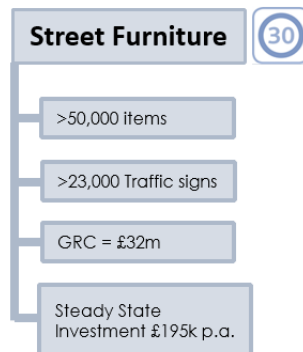 Street Furniture
30
>50,000 items
>23,000 Traffic signs
GRC = £32m
Steady State
Investment £195k p.a.